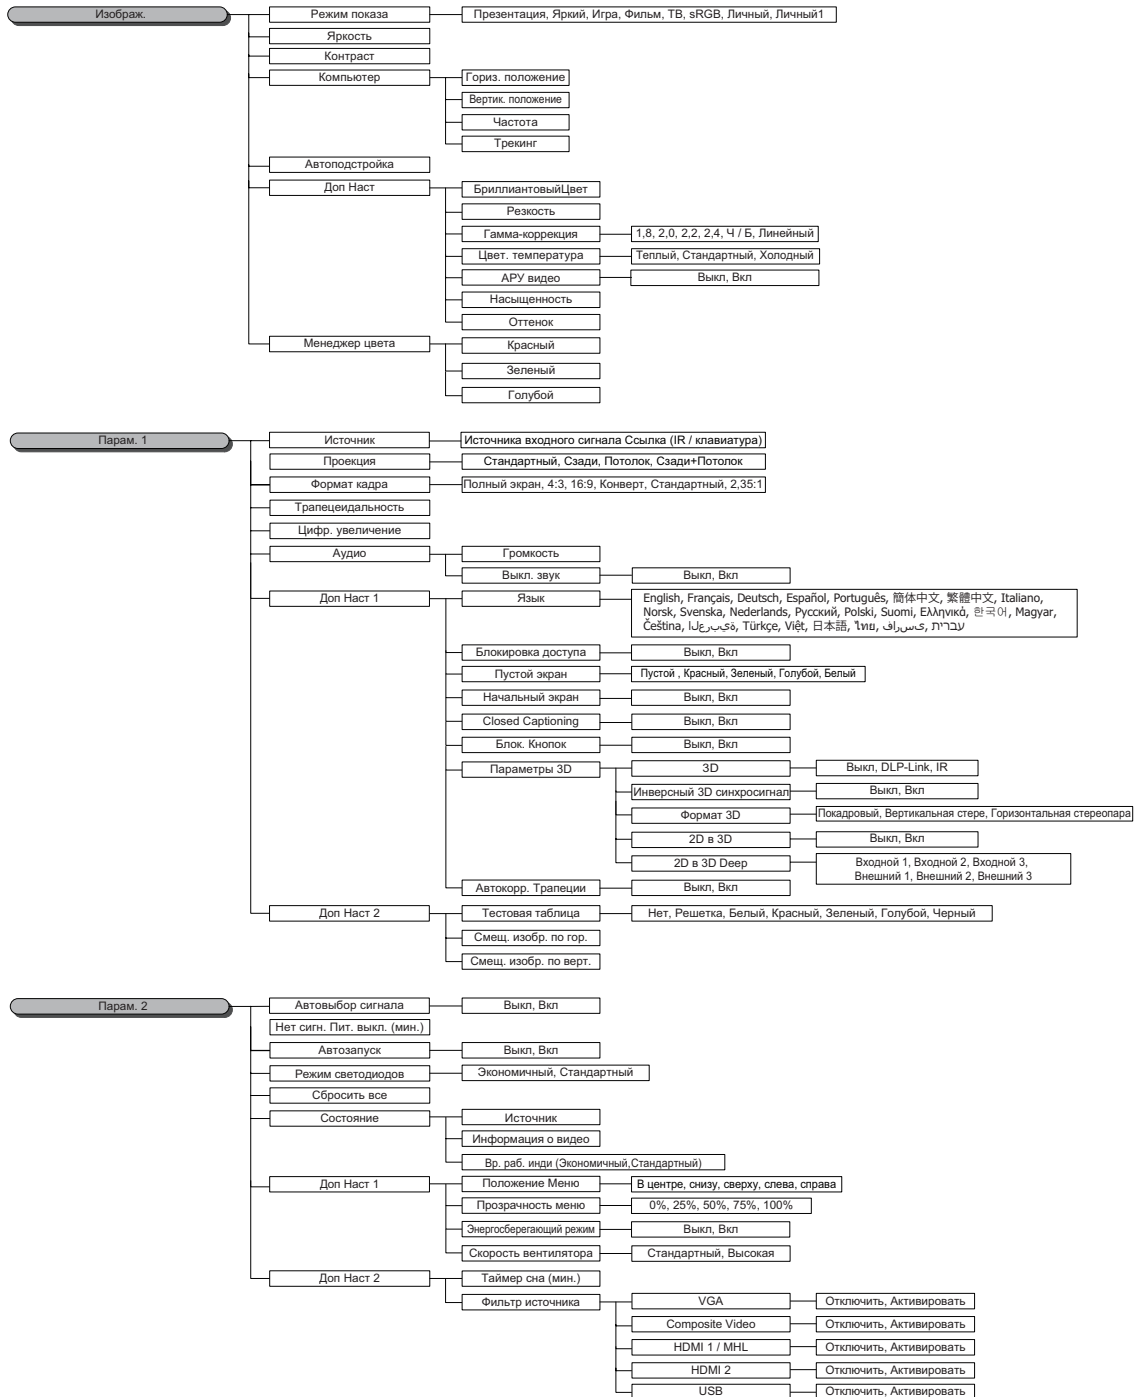 Изображ.
Режим показа
Презентация, Яркий, Игра, Фильм, ТВ, sRGB, Личный, Личный1
Яркость
Контраст
Компьютер
Гориз. положение
Вертик. положение
Частота
Трекинг
Автоподстройка
Доп Наст
БриллиантовыйЦвет
Резкость
Гамма-коррекция
1,8, 2,0, 2,2, 2,4, Ч / Б, Линейный
Цвет. температура
Теплый, Стандартный, Холодный
АРУ видео
Выкл, Вкл
Насыщенность
Оттенок
Менеджер цвета
Красный
Зеленый
Голубой
Парам. 1
Источник
Источника входного сигнала Ссылка (IR / клавиатура)
Проекция
Стандартный, Сзади, Потолок, Сзади+Потолок
Формат кадра
Полный экран, 4:3, 16:9, Конверт, Стандартный, 2,35:1
Трапецеидальность
Цифр. увеличение
Аудио
Громкость
Выкл. звук
Выкл, Вкл
Доп Наст 1
Язык
English, Français, Deutsch, Español, Português, 簡体中文, 繁體中文, Italiano,
Norsk, Svenska, Nederlands, Русский, Polski, Suomi, Ελληνικά, 한국어, Magyar,
Čeština, ةيبرعلا, Türkçe, Việt, 日本語, ไทย, یسراف, עברית
Блокировка доступа
Выкл, Вкл
Пустой экран
Пустой , Красный, Зеленый, Голубой, Белый
Начальный экран
Выкл, Вкл
Closed Captioning
Выкл, Вкл
Блок. Кнопок
Выкл, Вкл
Параметры 3D
3D
Выкл, DLP-Link, IR
Инверсный 3D синхросигнал
Выкл, Вкл
Формат 3D
Покадровый, Вертикальная стере, Горизонтальная стереопара
2D в 3D
Выкл, Вкл
2D в 3D Deep
Входной 1, Входной 2, Входной 3,
Внешний 1, Внешний 2, Внешний 3
Автокорр. Трапеции
Выкл, Вкл
Доп Наст 2
Тестовая таблица
Нет, Решетка, Белый, Красный, Зеленый, Голубой, Черный
Смещ. изобр. по гор.
Смещ. изобр. по верт.
Парам. 2
Автовыбор сигнала
Выкл, Вкл
Нет сигн. Пит. выкл. (мин.)
Автозапуск
Выкл, Вкл
Режим светодиодов
Экономичный, Стандартный
Сбросить все
Состояние
Источник
Информация о видео
Вр. раб. инди (Экономичный,Стандартный)
Доп Наст 1
Положение Меню
В центре, снизу, сверху, слева, справа
Прозрачность меню
0%, 25%, 50%, 75%, 100%
Энергосберегающий режим
Выкл, Вкл
Скорость вентилятора
Стандартный, Высокая
Доп Наст 2
Таймер сна (мин.)
Фильтр источника
VGA
Отключить, Активировать
Composite Video
Отключить, Активировать
HDMI 1 / MHL
Отключить, Активировать
HDMI 2
Отключить, Активировать
USB
Отключить, Активировать